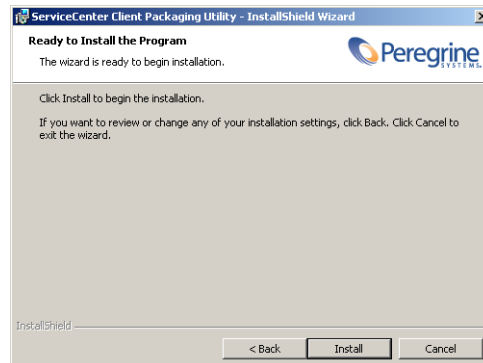 ServiceCenter Client Packaging Utility - InstallShield Wizard
Ready to Install the Program
The wizard is ready to begin installation.
Peregrine
SYSTEMS
Click Install to begin the installation.
If you want to review or change any of your installation settings, click Back. Click Cancel to
exit the wizard.
InstallShield
< Back Install Cancel